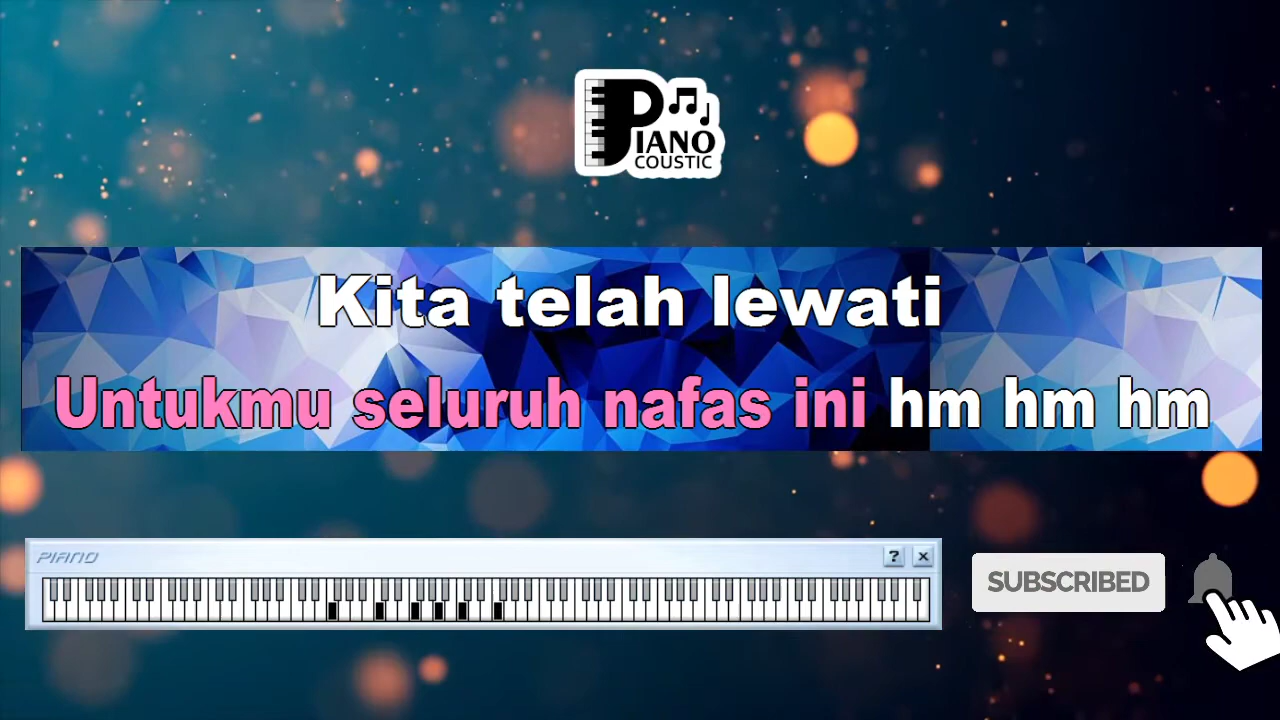 PIANO
COUSTIC
Kita telah lewati
Untukmu seluruh nafas ini hm hm hm
PIANO
? ×
SUBSCRIBED